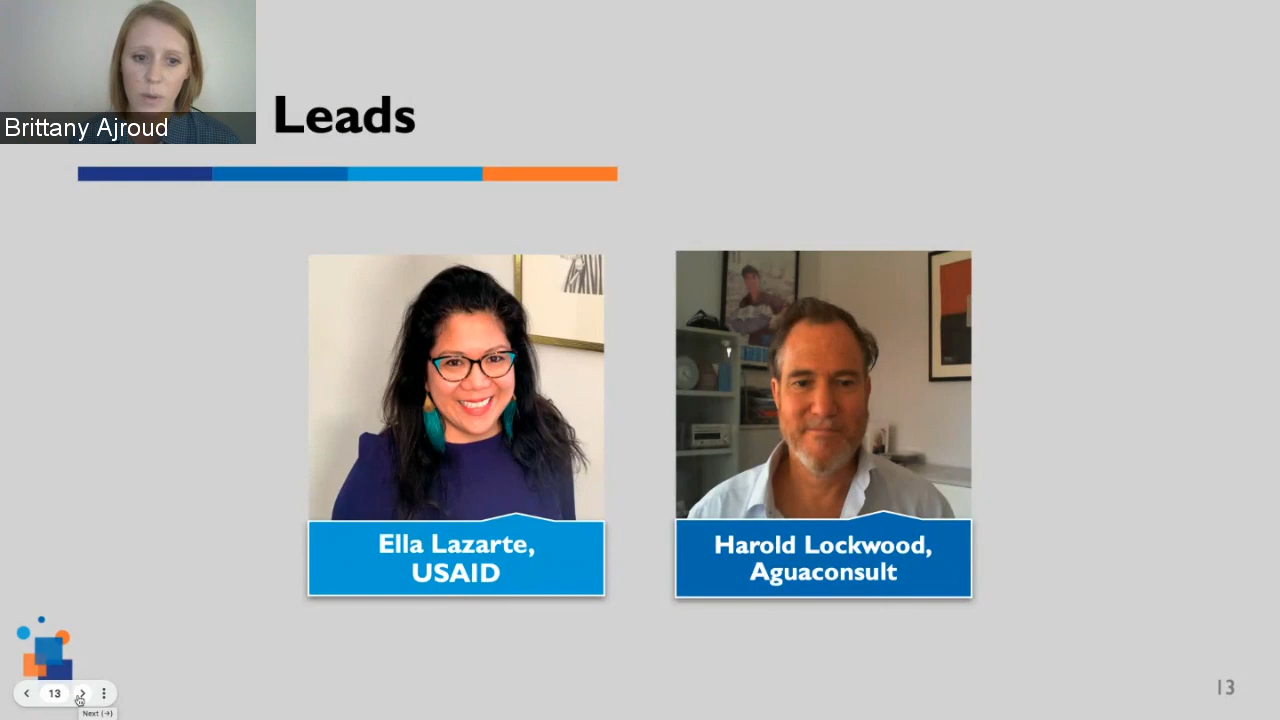 Brittany Ajroud
Leads
Ella Lazarte,
USAID
Harold Lockwood,
Aguaconsult
13
Next (→)
13